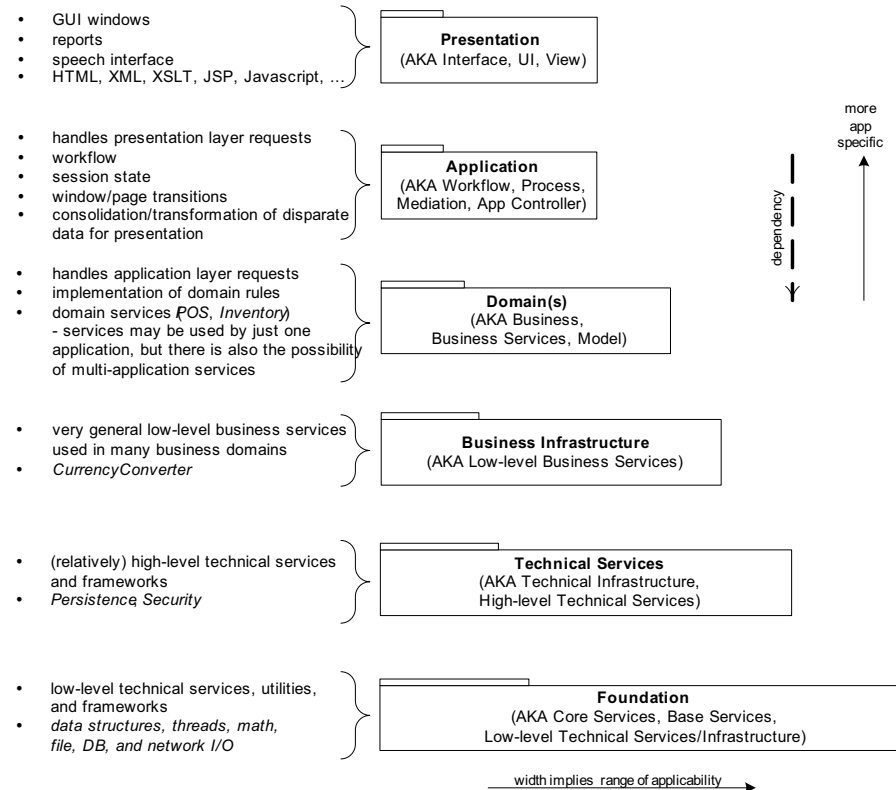 • GUI windows
• reports
• speech interface
• HTML, XML, XSLT, JSP, Javascript, ...
Presentation
(AKA Interface, UI, View)
more
app
specific
dependency
• handles presentation layer requests
• workflow
• session state
• window/page transitions
• consolidation/transformation of disparate
data for presentation
Application
(AKA Workflow, Process,
Mediation, App Controller)
• handles application layer requests
• implementation of domain rules
• domain services (POS, Inventory)
- services may be used by just one
application, but there is also the possibility
of multi-application services
Domain(s)
(AKA Business,
Business Services, Model)
• very general low-level business services
used in many business domains
• CurrencyConverter
Business Infrastructure
(AKA Low-level Business Services)
• (relatively) high-level technical services
and frameworks
• Persistence, Security
Technical Services
(AKA Technical Infrastructure,
High-level Technical Services)
• low-level technical services, utilities,
and frameworks
• data structures, threads, math,
file, DB, and network I/O
Foundation
(AKA Core Services, Base Services,
Low-level Technical Services/Infrastructure)
width implies range of applicability